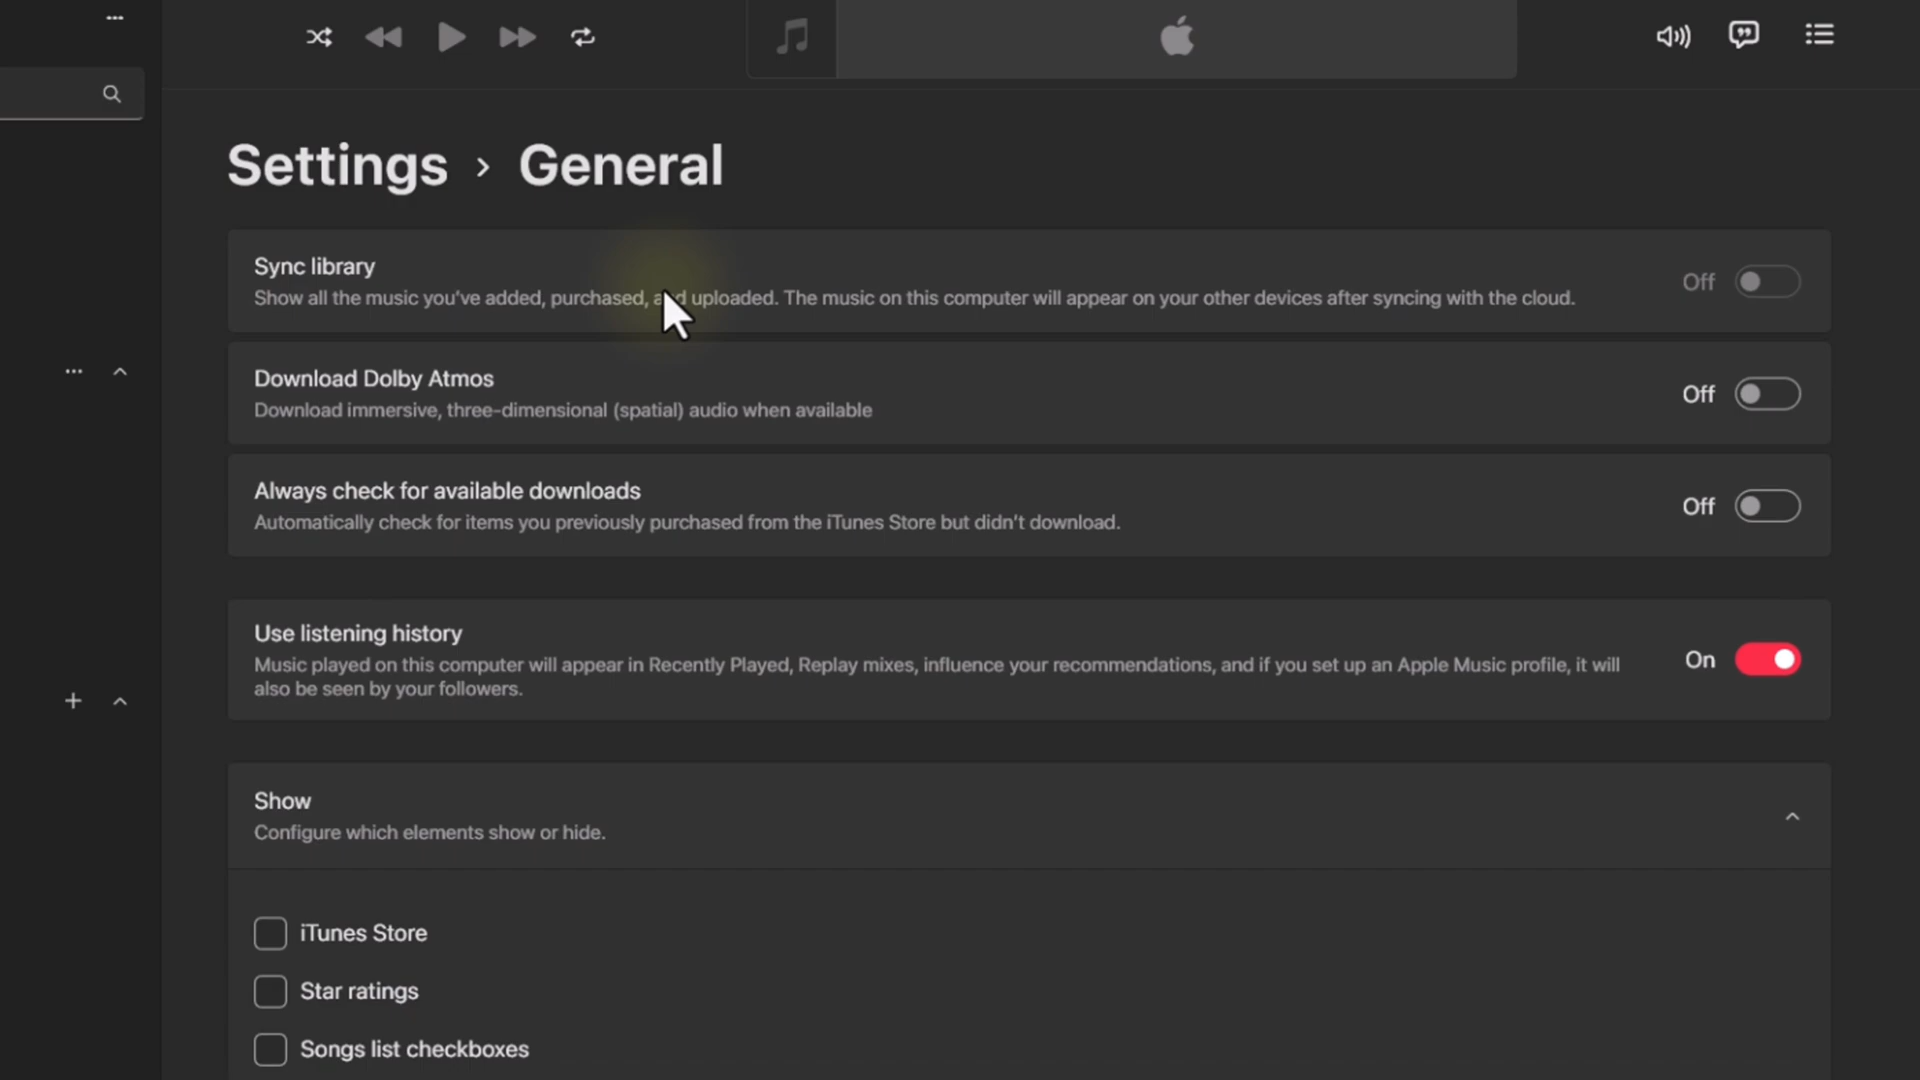 Settings › General
Sync library
Show all the music you've added, purchased, and uploaded. The music on this computer will appear on your other devices after syncing with the cloud.
Off
Download Dolby Atmos
Download immersive, three-dimensional (spatial) audio when available
Off
Always check for available downloads
Automatically check for items you previously purchased from the iTunes Store but didn't download.
Off
Use listening history
Music played on this computer will appear in Recently Played, Replay mixes, influence your recommendations, and if you set up an Apple Music profile, it will
also be seen by your followers.
On
Show
Configure which elements show or hide.
iTunes Store
Star ratings
Songs list checkboxes